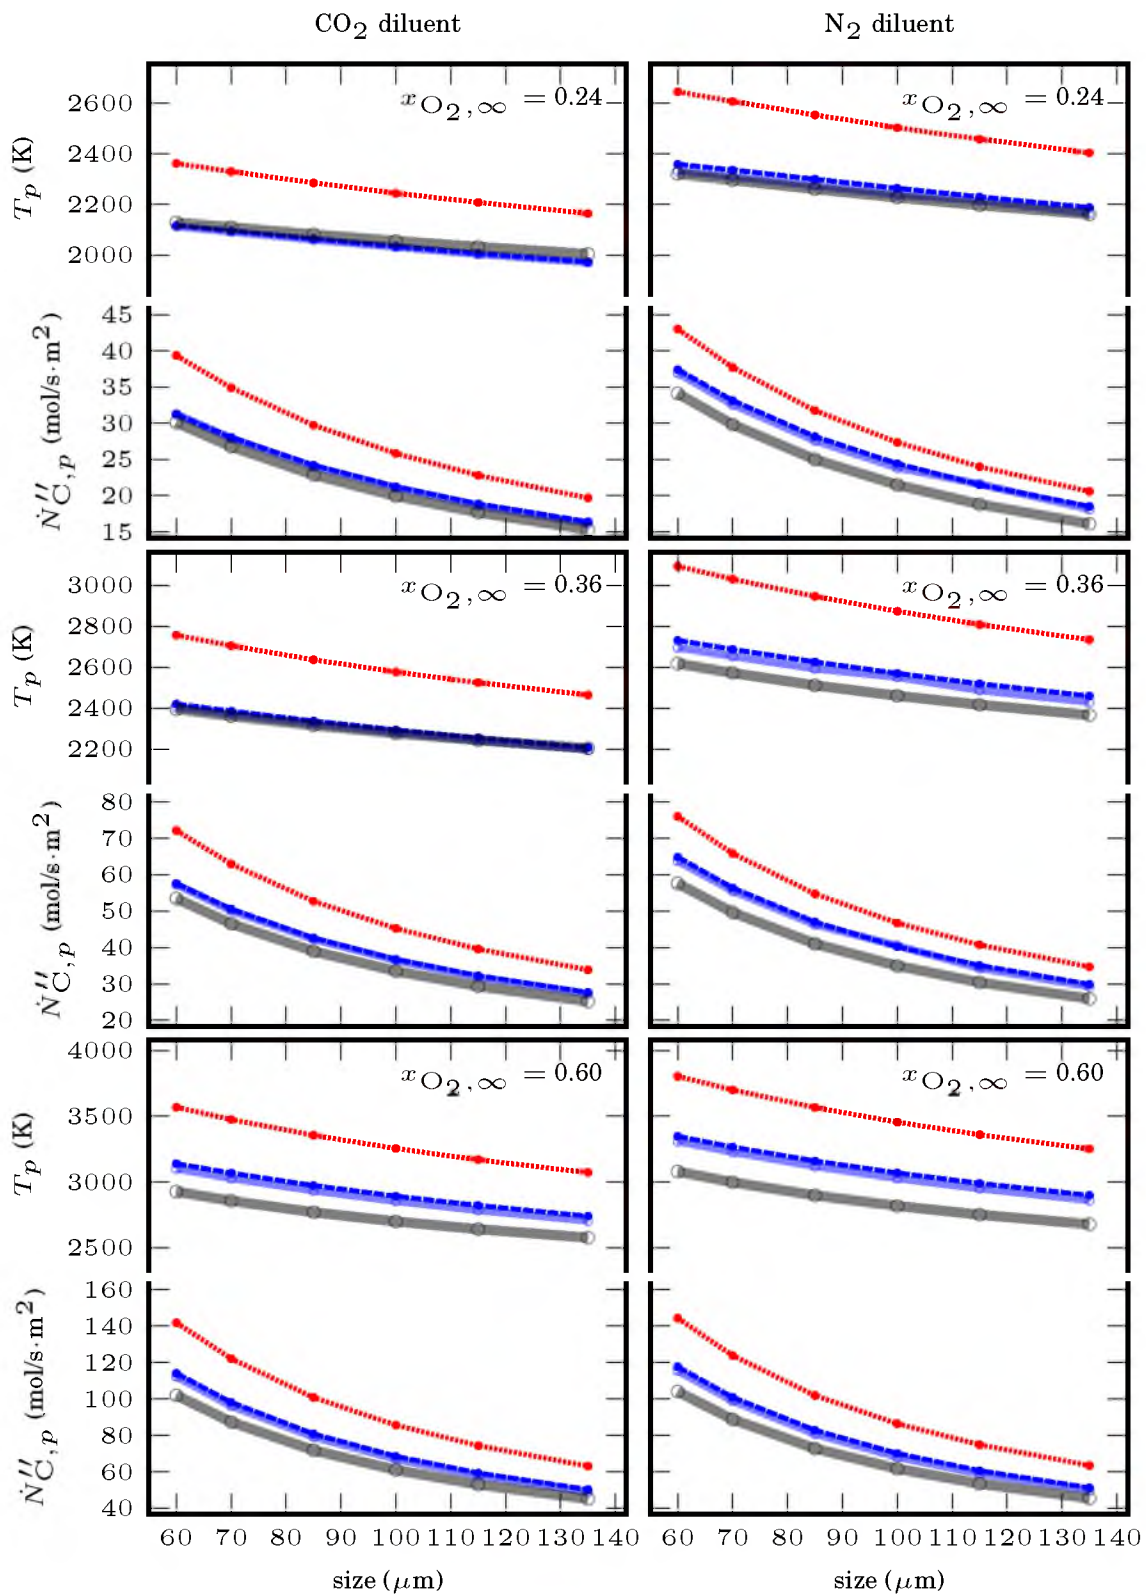 CO2 diluent
N2 diluent
xO2,∞ = 0.24
xO2,∞ = 0.24
2600
2400
2200
2000
Tp (K)
45
40
35
30
25
20
15
Ṅ″C,p (mol/s·m2)
xO2,∞ = 0.36
xO2,∞ = 0.36
3000
2800
2600
2400
2200
Tp (K)
80
70
60
50
40
30
20
Ṅ″C,p (mol/s·m2)
xO2,∞ = 0.60
xO2,∞ = 0.60
4000
3500
3000
2500
Tp (K)
160
140
120
100
80
60
40
Ṅ″C,p (mol/s·m2)
60 70 80 90 100 110 120 130 140
60 70 80 90 100 110 120 130 140
size (μm)
size (μm)